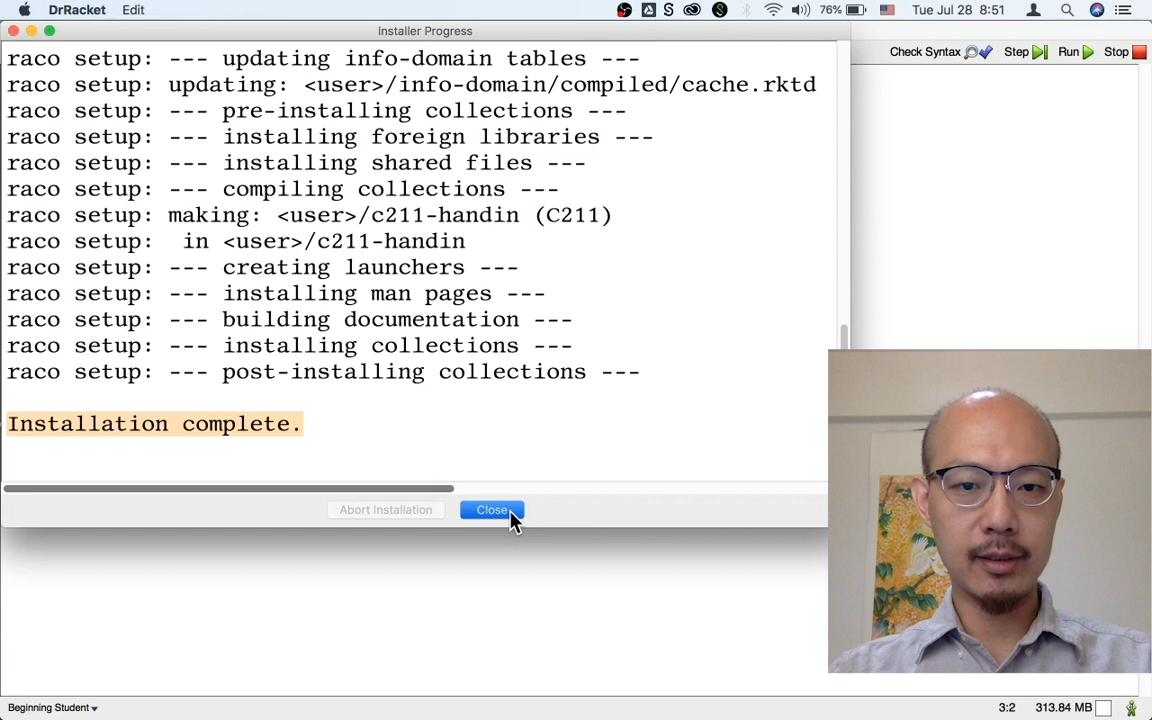 DrRacket Edit 76% Tue Jul 28 8:51
Installer Progress
Check Syntax Step Run Stop
raco setup: --- updating info-domain tables ---
raco setup: updating: <user>/info-domain/compiled/cache.rktd
raco setup: --- pre-installing collections ---
raco setup: --- installing foreign libraries ---
raco setup: --- installing shared files ---
raco setup: --- compiling collections ---
raco setup: making: <user>/c211-handin (C211)
raco setup:  in <user>/c211-handin
raco setup: --- creating launchers ---
raco setup: --- installing man pages ---
raco setup: --- building documentation ---
raco setup: --- installing collections ---
raco setup: --- post-installing collections ---
Installation complete.
Abort Installation Close
Beginning Student 3:2 313.84 MB